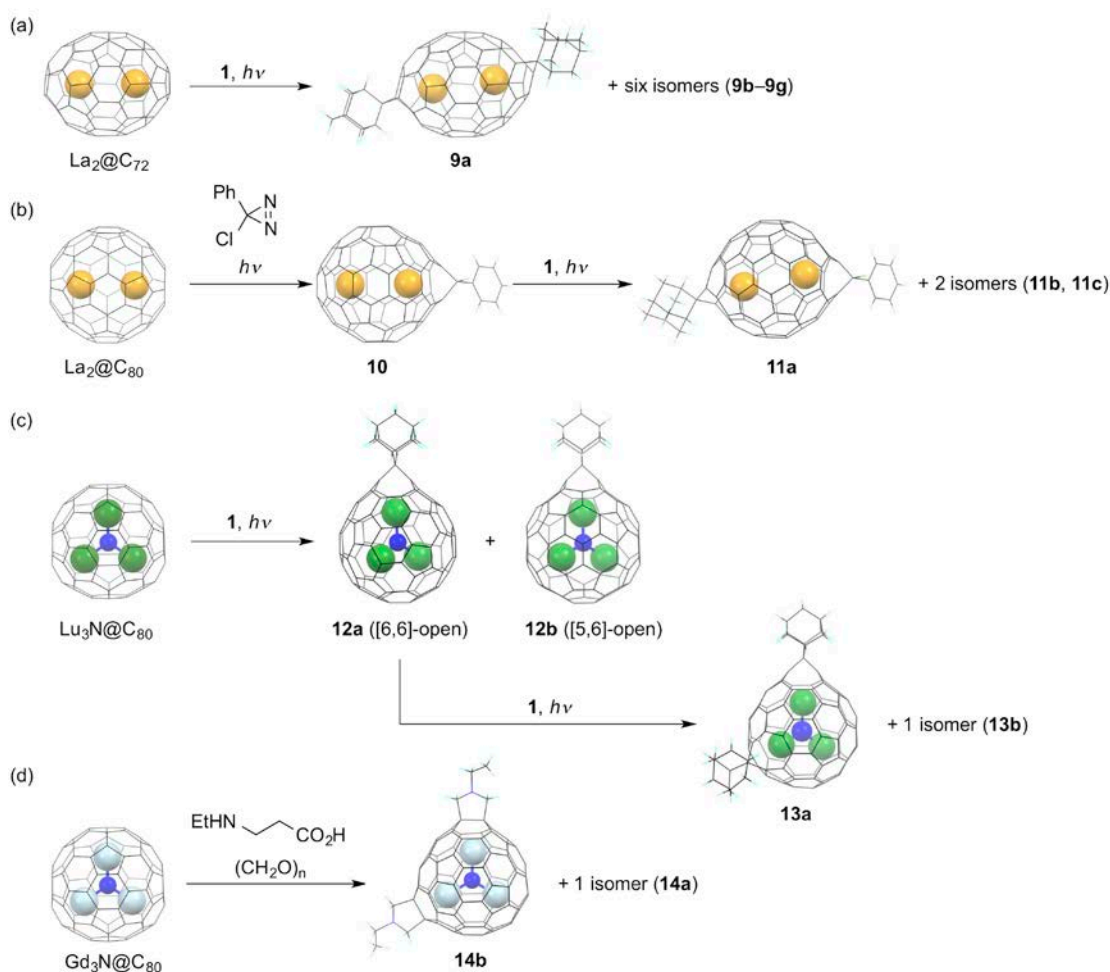 (a)
1, hν
La₂@C₇₂
9a
+ six isomers (9b–9g)
(b)
Ph
N
N
Cl
hν
La₂@C₈₀
10
1, hν
11a
+ 2 isomers (11b, 11c)
(c)
1, hν
Lu₃N@C₈₀
+
12a ([6,6]-open)
12b ([5,6]-open)
1, hν
13a
+ 1 isomer (13b)
(d)
EtHN
CO₂H
(CH₂O)ₙ
Gd₃N@C₈₀
14b
+ 1 isomer (14a)